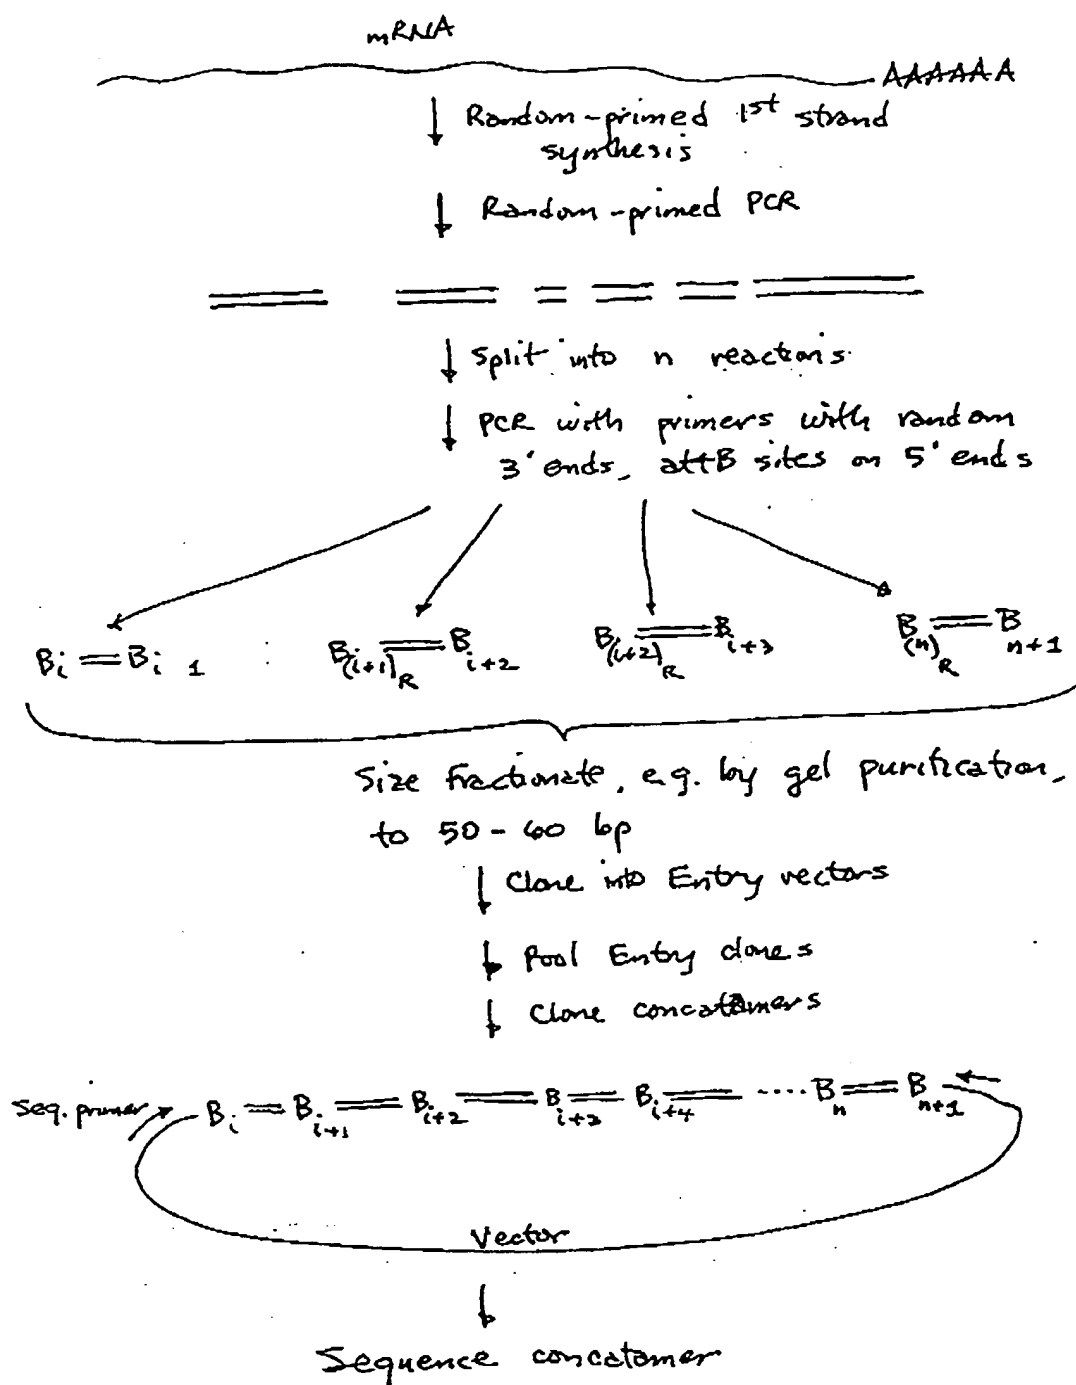 mRNA
AAAAAA
Random-primed 1st strand
synthesis
Random-primed PCR
Split into n reactions
PCR with primers with random
3' ends, attB sites on 5' ends
Bi = Bi 1 B(i+1)R = Bi+2 B(i+2)R = Bi+3 B(n)R = Bn+1
Size fractionate, e.g. by gel purification,
to 50-60 bp
Clone into Entry vectors
Pool Entry clones
Clone concatamers
Seq. primer Bi = Bi+1 = Bi+2 = Bi+3 = Bi+4 = .... Bn = Bn+1
Vector
Sequence concatamer